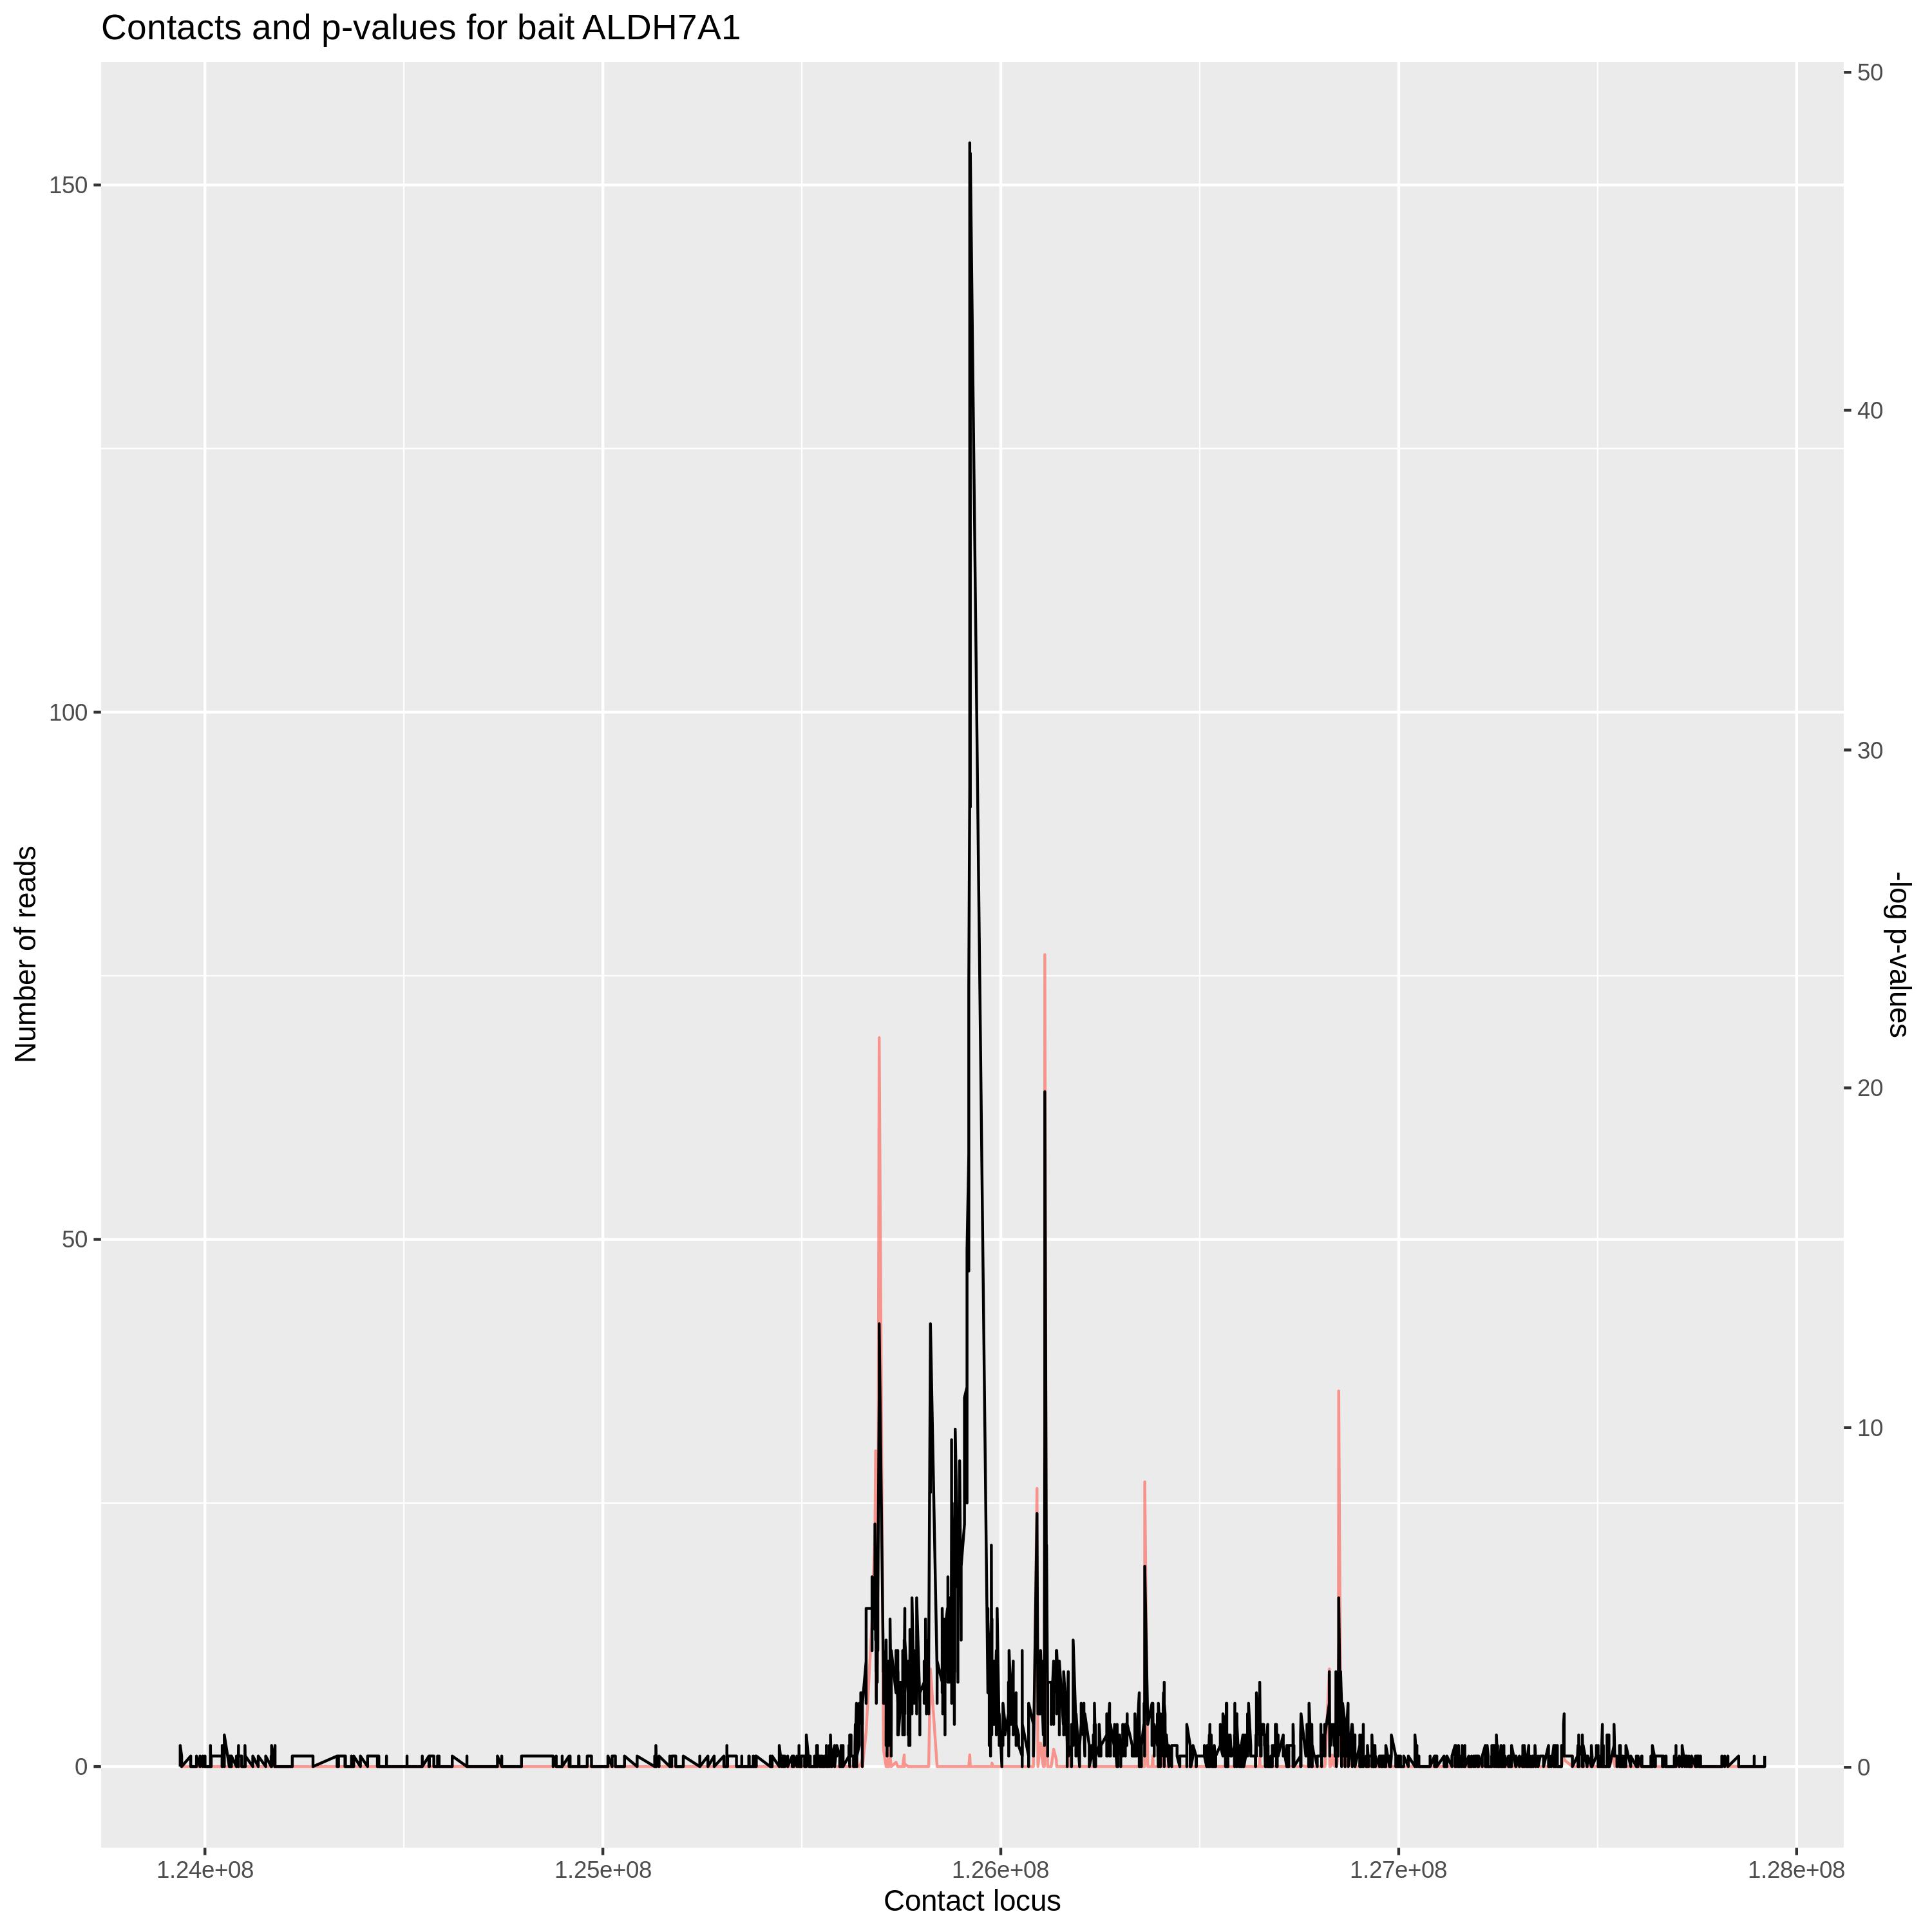 Contacts and p-values for bait ALDH7A1
Number of reads
150
100
50
0
50
40
30
20
10
0
-log p-values
1.24e+08 1.25e+08 1.26e+08 1.27e+08 1.28e+08
Contact locus